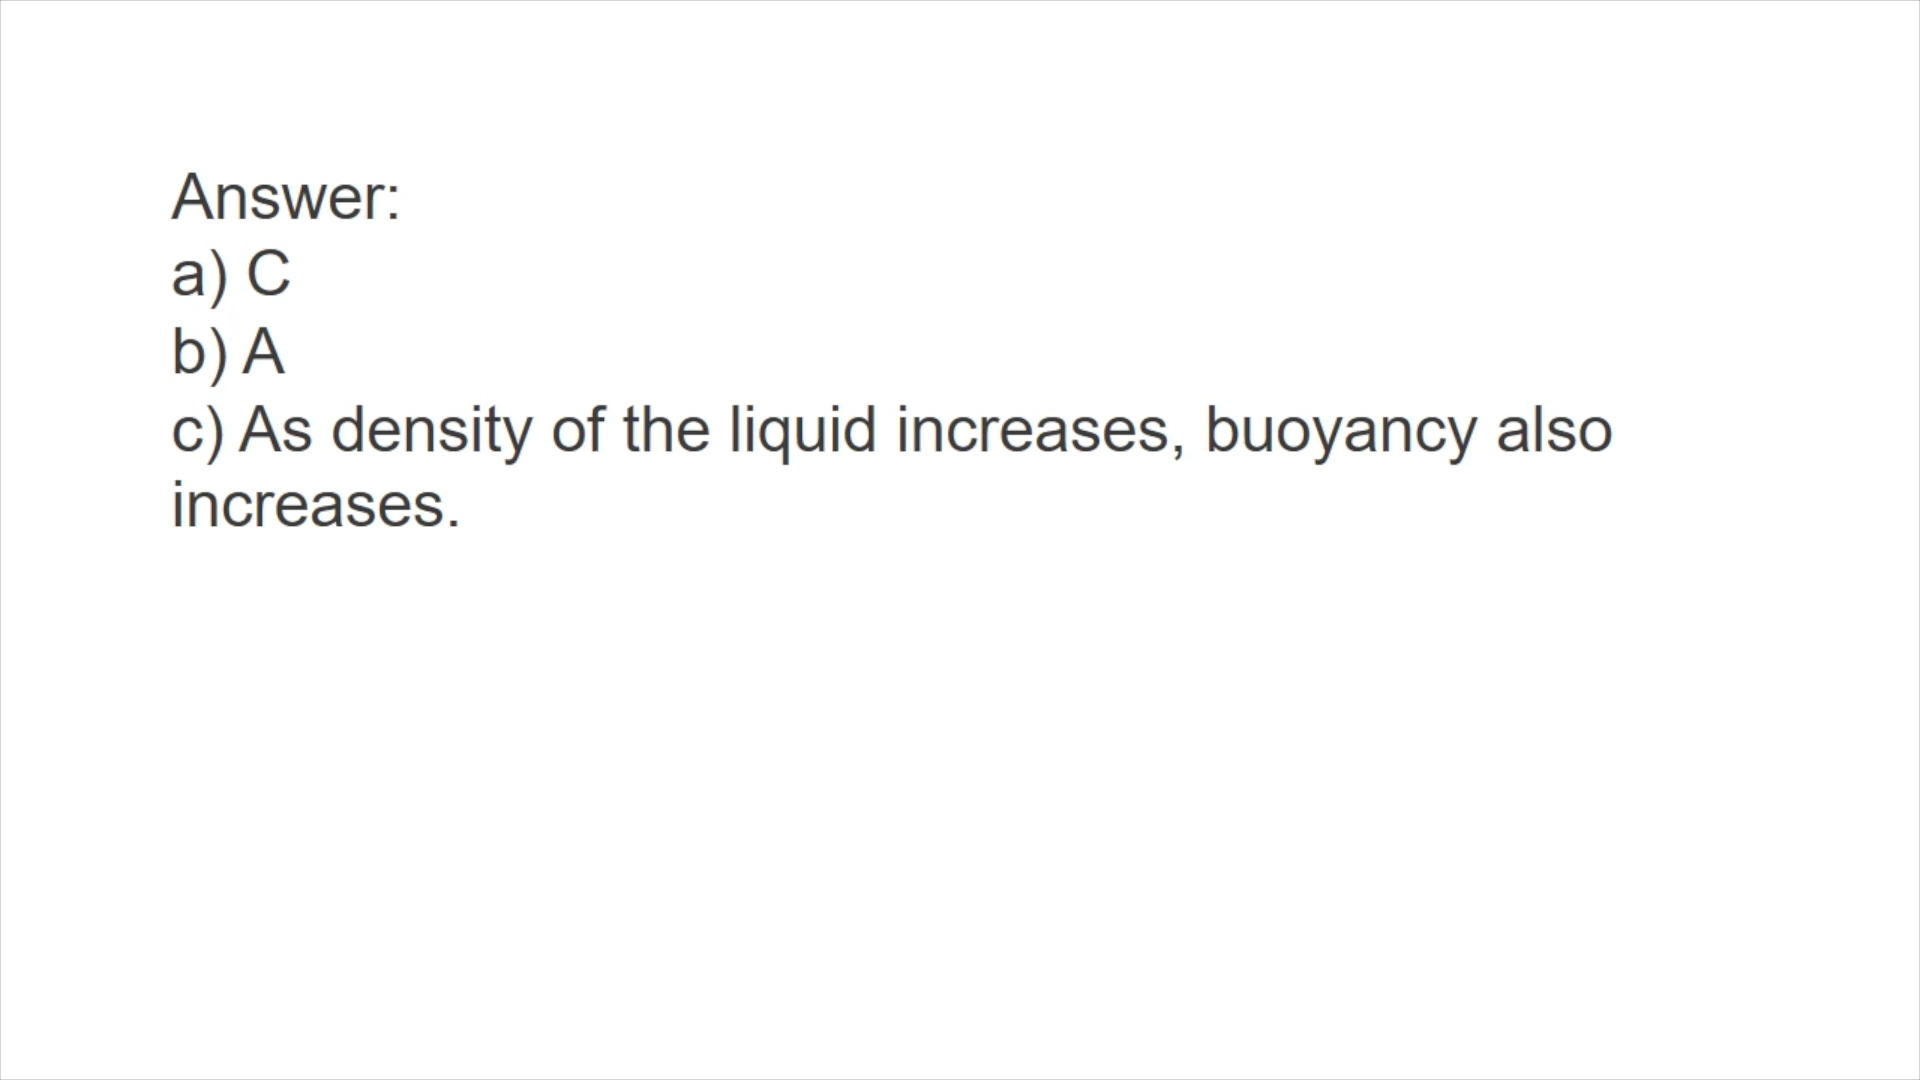 Answer:
a) C
b) A
c) As density of the liquid increases, buoyancy also
increases.